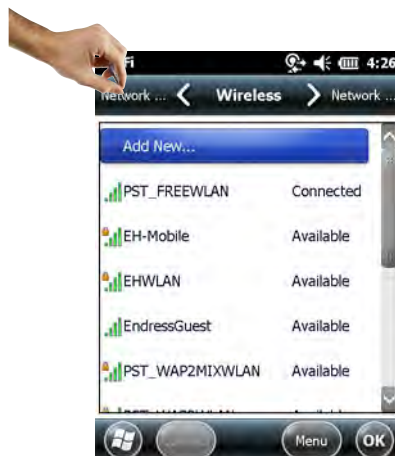 Fi 4:26
Network ... Wireless Network ...
Add New...
PST_FREEWLAN Connected
EH-Mobile Available
EHWLAN Available
EndressGuest Available
PST_WAP2MIXWLAN Available
Menu OK